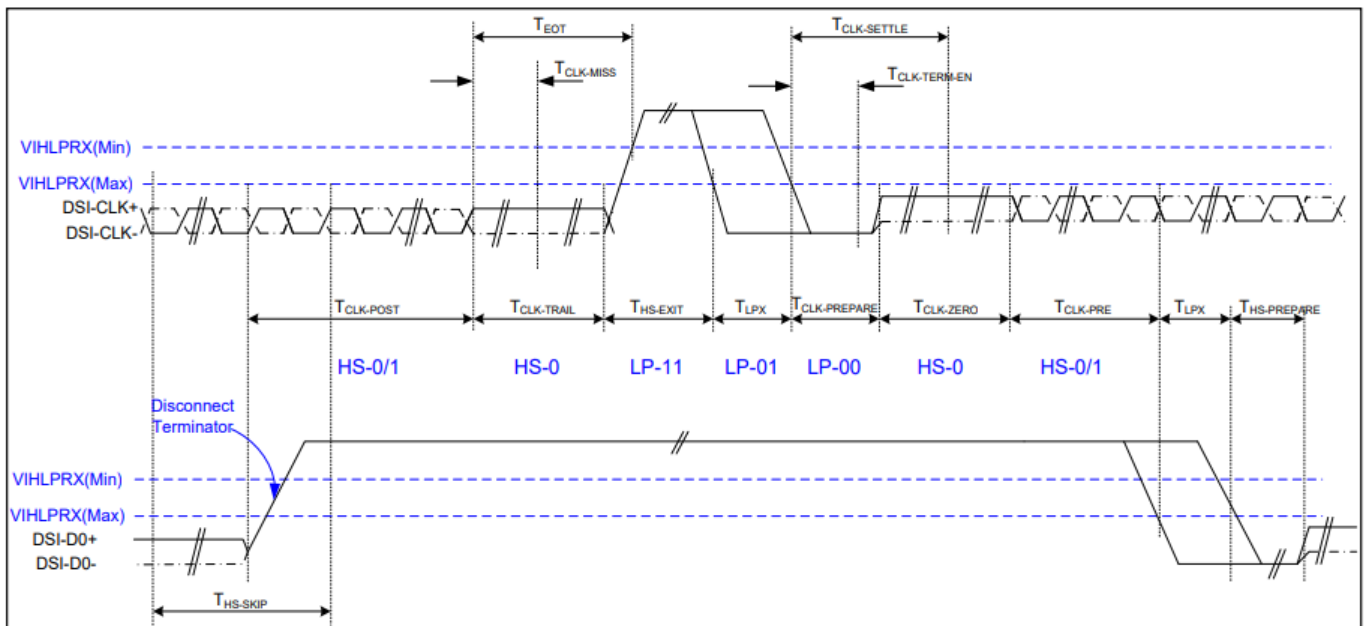 TEOT
TCLK-SETTLE
TCLK-MISS
TCLK-TERM-EN
VIHLPRX(Min)
VIHLPRX(Max)
DSI-CLK+
DSI-CLK-
TCLK-POST TCLK-TRAIL THS-EXIT TLPX TCLK-PREPARE TCLK-ZERO TCLK-PRE TLPX THS-PREPARE
HS-0/1 HS-0 LP-11 LP-01 LP-00 HS-0 HS-0/1
Disconnect
Terminator
VIHLPRX(Min)
VIHLPRX(Max)
DSI-D0+
DSI-D0-
THS-SKIP